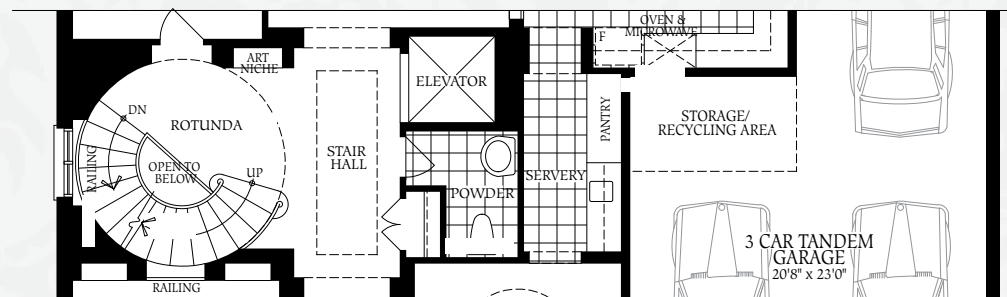 OVEN &
MICROWAVE
F
ART
NICHE
ELEVATOR
DN
ROTUNDA
STORAGE/
RECYCLING AREA
PANTRY
STAIR
HALL
RAILING
OPEN TO
BELOW
UP
SERVERY
POWDER
3 CAR TANDEM
GARAGE
20'8" x 23'0"
RAILING